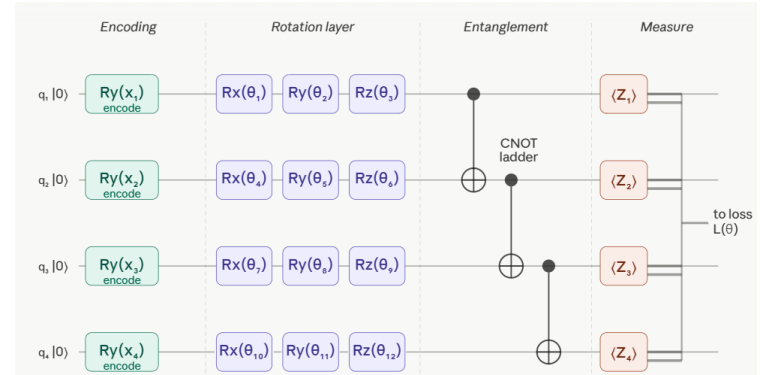 Encoding Rotation layer Entanglement Measure
q₁ |0⟩ Ry(x₁) Rx(θ₁) Ry(θ₂) Rz(θ₃) ⟨Z₁⟩
encode
CNOT
ladder
q₂ |0⟩ Ry(x₂) Rx(θ₄) Ry(θ₅) Rz(θ₆) ⟨Z₂⟩
encode
to loss
L(θ)
q₃ |0⟩ Ry(x₃) Rx(θ₇) Ry(θ₈) Rz(θ₉) ⟨Z₃⟩
encode
q₄ |0⟩ Ry(x₄) Rx(θ₁₀) Ry(θ₁₁) Rz(θ₁₂) ⟨Z₄⟩
encode